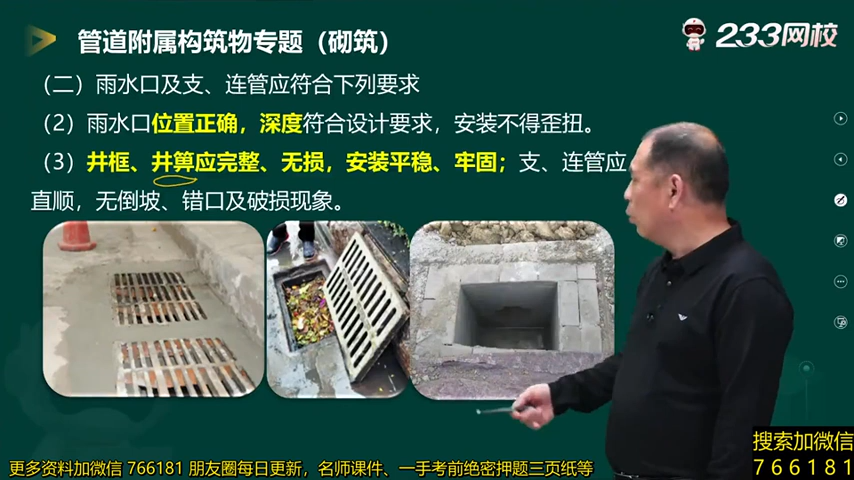 管道附属构筑物专题（砌筑）
233网校
（二）雨水口及支、连管应符合下列要求
（2）雨水口位置正确，深度符合设计要求，安装不得歪扭。
（3）井框、井箅应完整、无损，安装平稳、牢固；支、连管应
直顺，无倒坡、错口及破损现象。
搜索加微信
766181
更多资料加微信 766181 朋友圈每日更新，名师课件、一手考前绝密押题三页纸等